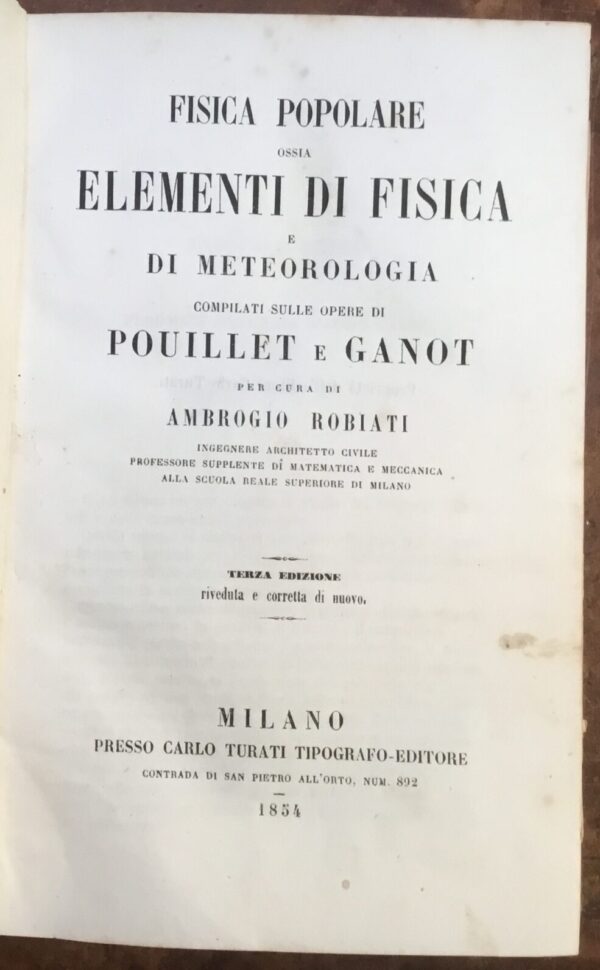 FISICA POPOLARE
OSSIA
ELEMENTI DI FISICA
E
DI METEOROLOGIA
COMPILATI SULLE OPERE DI
POUILLET E GANOT
PER CURA DI
AMBROGIO ROBIATI
INGEGNERE ARCHITETTO CIVILE
PROFESSORE SUPPLENTE DI MATEMATICA E MECCANICA
ALLA SCUOLA REALE SUPERIORE DI MILANO
TERZA EDIZIONE
riveduta e corretta di nuovo.
MILANO
PRESSO CARLO TURATI TIPOGRAFO-EDITORE
CONTRADA DI SAN PIETRO ALL'ORTO, NUM. 892
1854